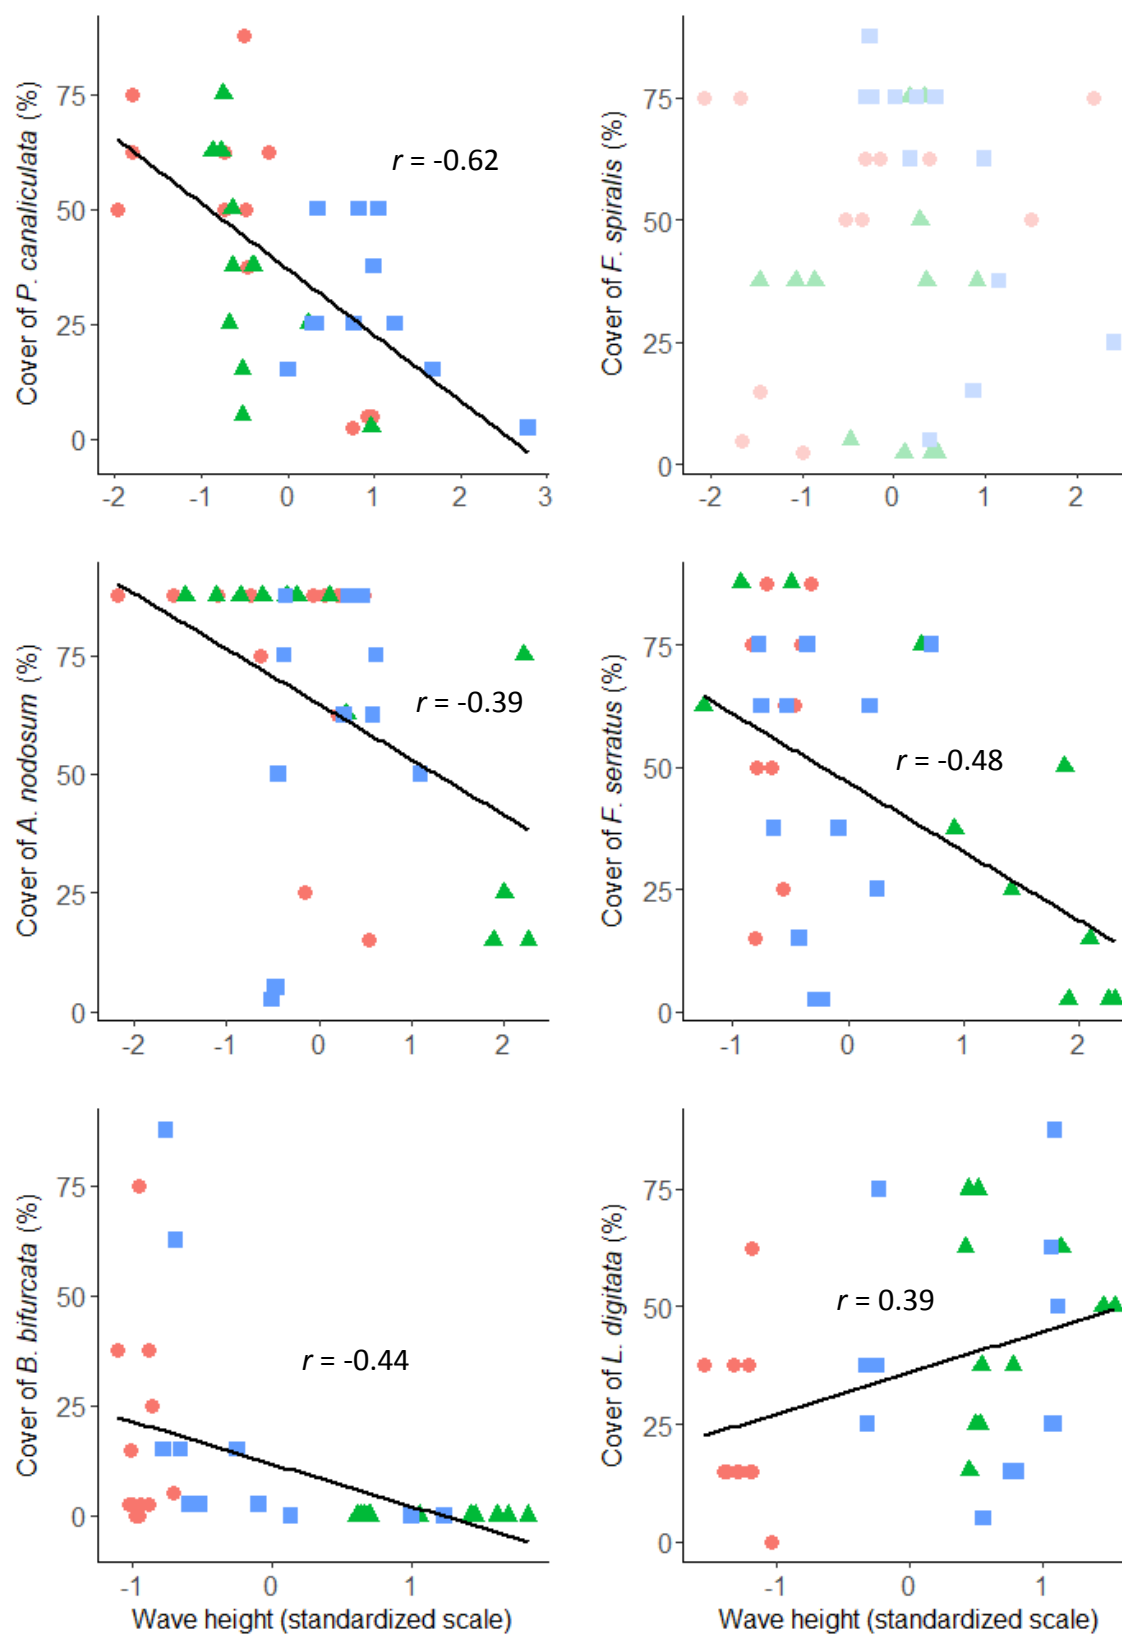 Cover of P. canaliculata (%)
75
50
25
0
r = -0.62
-2 -1 0 1 2 3
Cover of F. spiralis (%)
75
50
25
0
-2 -1 0 1 2
Cover of A. nodosum (%)
75
50
25
0
r = -0.39
-2 -1 0 1 2
Cover of F. serratus (%)
75
50
25
0
r = -0.48
-1 0 1 2
Cover of B. bifurcata (%)
75
50
25
0
r = -0.44
-1 0 1
Wave height (standardized scale)
Cover of L. digitata (%)
75
50
25
0
r = 0.39
-1 0 1
Wave height (standardized scale)